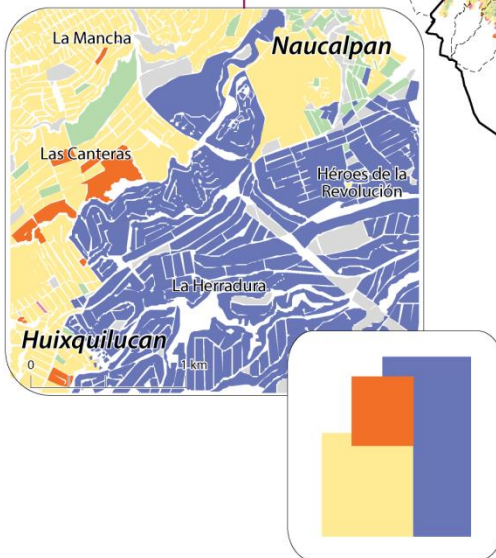 La Mancha
Naucalpan
Las Canteras
Héroes de la
Revolución
La Herradura
Huixquilucan
0
1 km